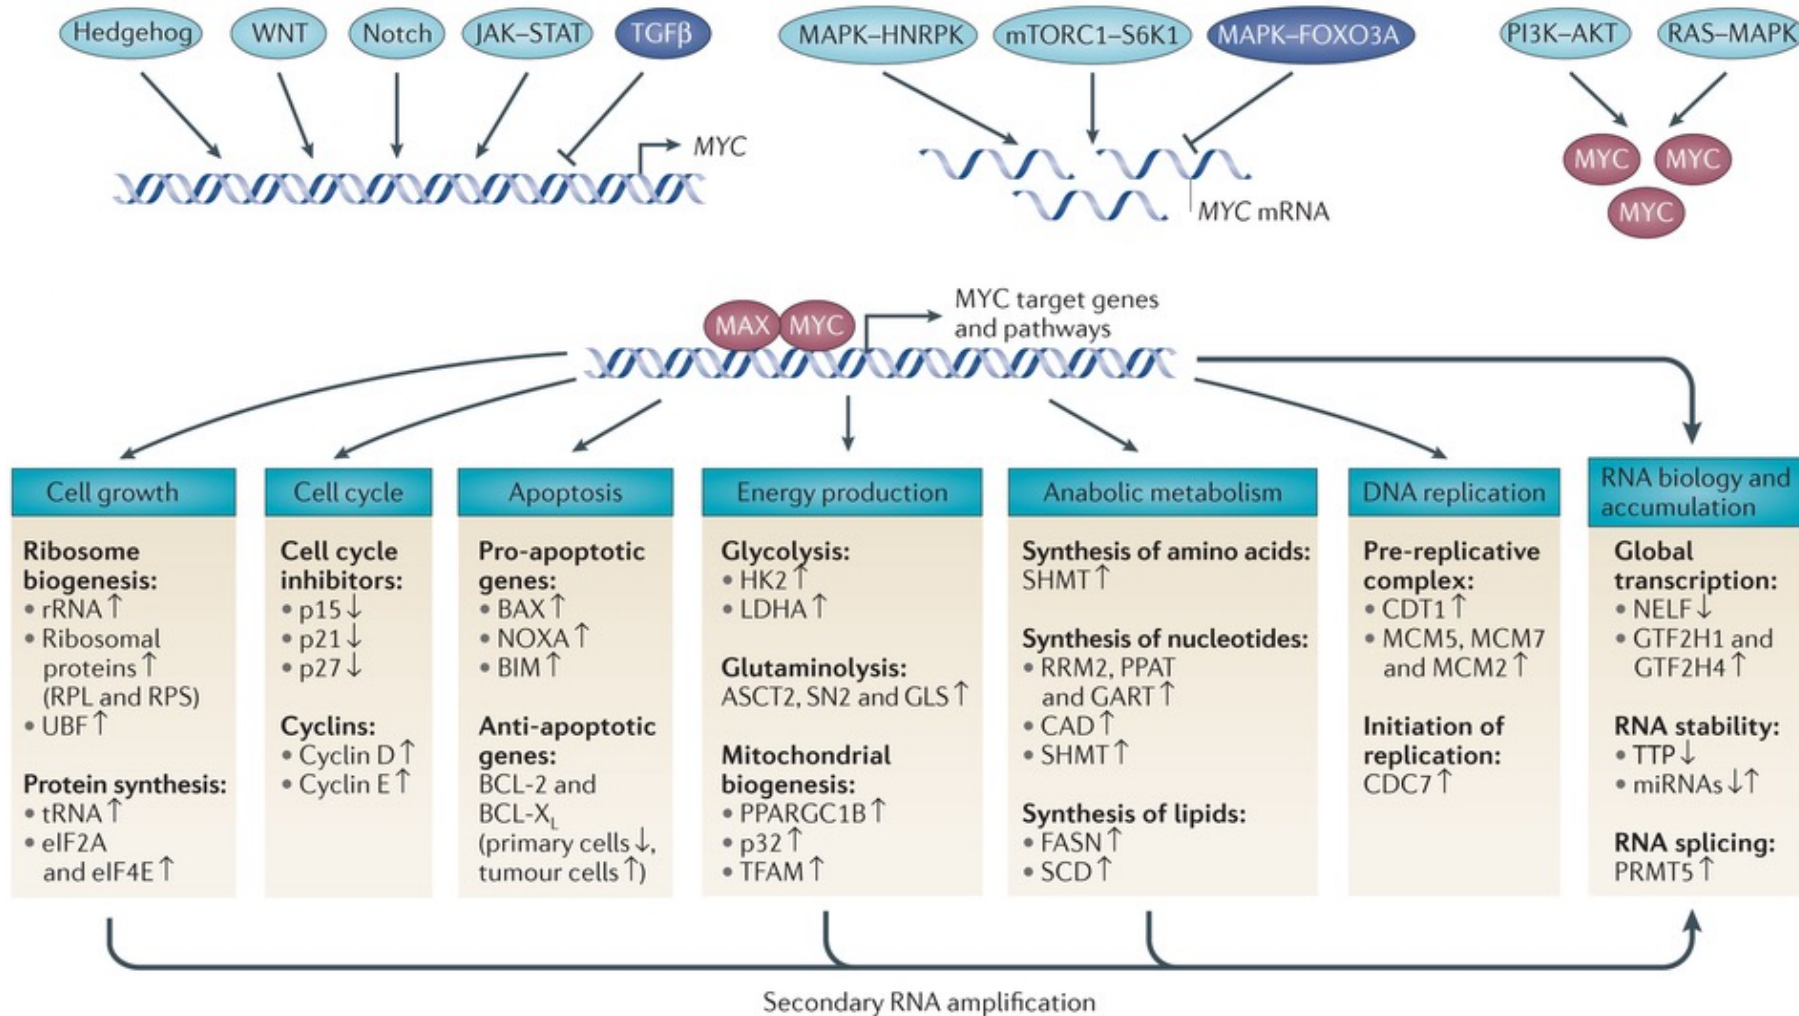 Hedgehog
WNT
Notch
JAK–STAT
TGFβ
MYC
MAPK–HNRPK
mTORC1–S6K1
MAPK–FOXO3A
MYC mRNA
PI3K–AKT
RAS–MAPK
MYC
MYC
MYC
MAX
MYC
MYC target genes
and pathways
Cell growth
Ribosome
biogenesis:
• rRNA ↑
• Ribosomal
proteins ↑
(RPL and RPS)
• UBF ↑
Protein synthesis:
• tRNA ↑
• eIF2A
and eIF4E ↑
Cell cycle
Cell cycle
inhibitors:
• p15 ↓
• p21 ↓
• p27 ↓
Cyclins:
• Cyclin D ↑
• Cyclin E ↑
Apoptosis
Pro-apoptotic
genes:
• BAX ↑
• NOXA ↑
• BIM ↑
Anti-apoptotic
genes:
BCL-2 and
BCL-XL
(primary cells ↓,
tumour cells ↑)
Energy production
Glycolysis:
• HK2 ↑
• LDHA ↑
Glutaminolysis:
ASCT2, SN2 and GLS ↑
Mitochondrial
biogenesis:
• PPARGC1B ↑
• p32 ↑
• TFAM ↑
Anabolic metabolism
Synthesis of amino acids:
SHMT ↑
Synthesis of nucleotides:
• RRM2, PPAT
and GART ↑
• CAD ↑
• SHMT ↑
Synthesis of lipids:
• FASN ↑
• SCD ↑
DNA replication
Pre-replicative
complex:
• CDT1 ↑
• MCM5, MCM7
and MCM2 ↑
Initiation of
replication:
CDC7 ↑
RNA biology and
accumulation
Global
transcription:
• NELF ↓
• GTF2H1 and
GTF2H4 ↑
RNA stability:
• TTP ↓
• miRNAs ↓↑
RNA splicing:
PRMT5 ↑
Secondary RNA amplification